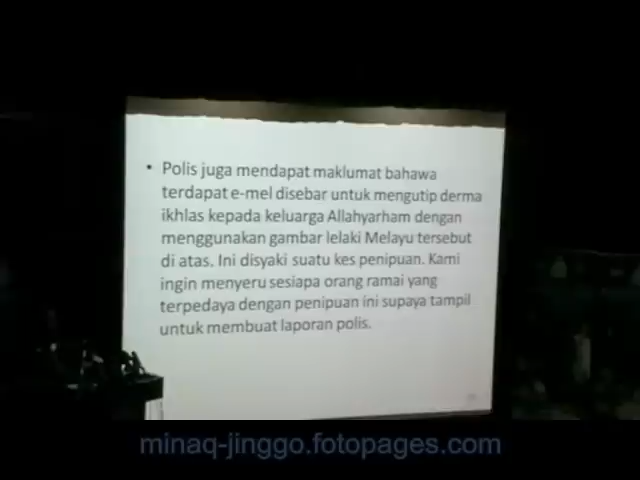 • Polis juga mendapat maklumat bahawa
terdapat e-mel disebar untuk mengutip derma
ikhlas kepada keluarga Allahyarham dengan
menggunakan gambar lelaki Melayu tersebut
di atas. Ini disyaki suatu kes penipuan. Kami
ingin menyeru sesiapa orang ramai yang
terpedaya dengan penipuan ini supaya tampil
untuk membuat laporan polis.
minaq-jinggo.fotopages.com